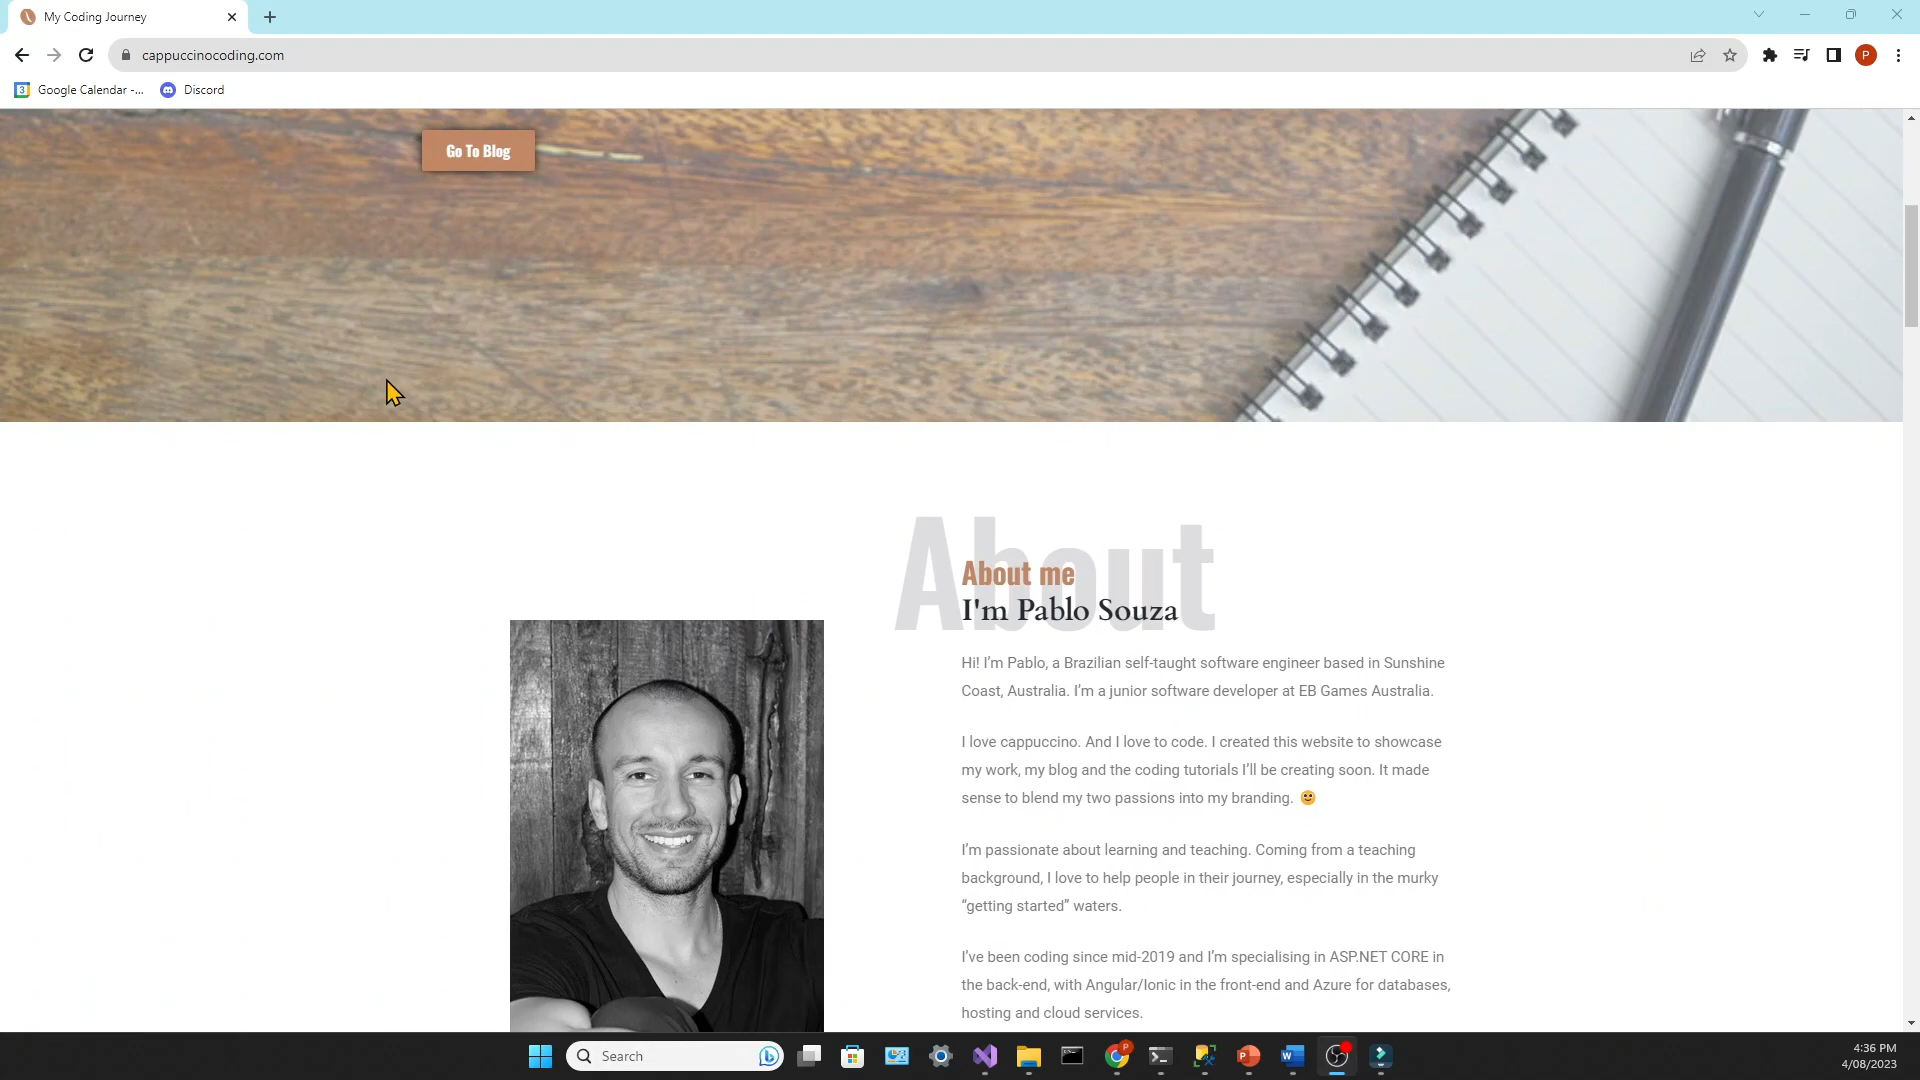 My Coding Journey
cappuccinocoding.com
P
3 Google Calendar -...
Discord
Go To Blog
About
About me
I'm Pablo Souza
Hi! I’m Pablo, a Brazilian self-taught software engineer based in Sunshine
Coast, Australia. I’m a junior software developer at EB Games Australia.
I love cappuccino. And I love to code. I created this website to showcase
my work, my blog and the coding tutorials I’ll be creating soon. It made
sense to blend my two passions into my branding. 🙂
I’m passionate about learning and teaching. Coming from a teaching
background, I love to help people in their journey, especially in the murky
“getting started” waters.
I’ve been coding since mid-2019 and I’m specialising in ASP.NET CORE in
the back-end, with Angular/Ionic in the front-end and Azure for databases,
hosting and cloud services.
Search
4:36 PM
4/08/2023